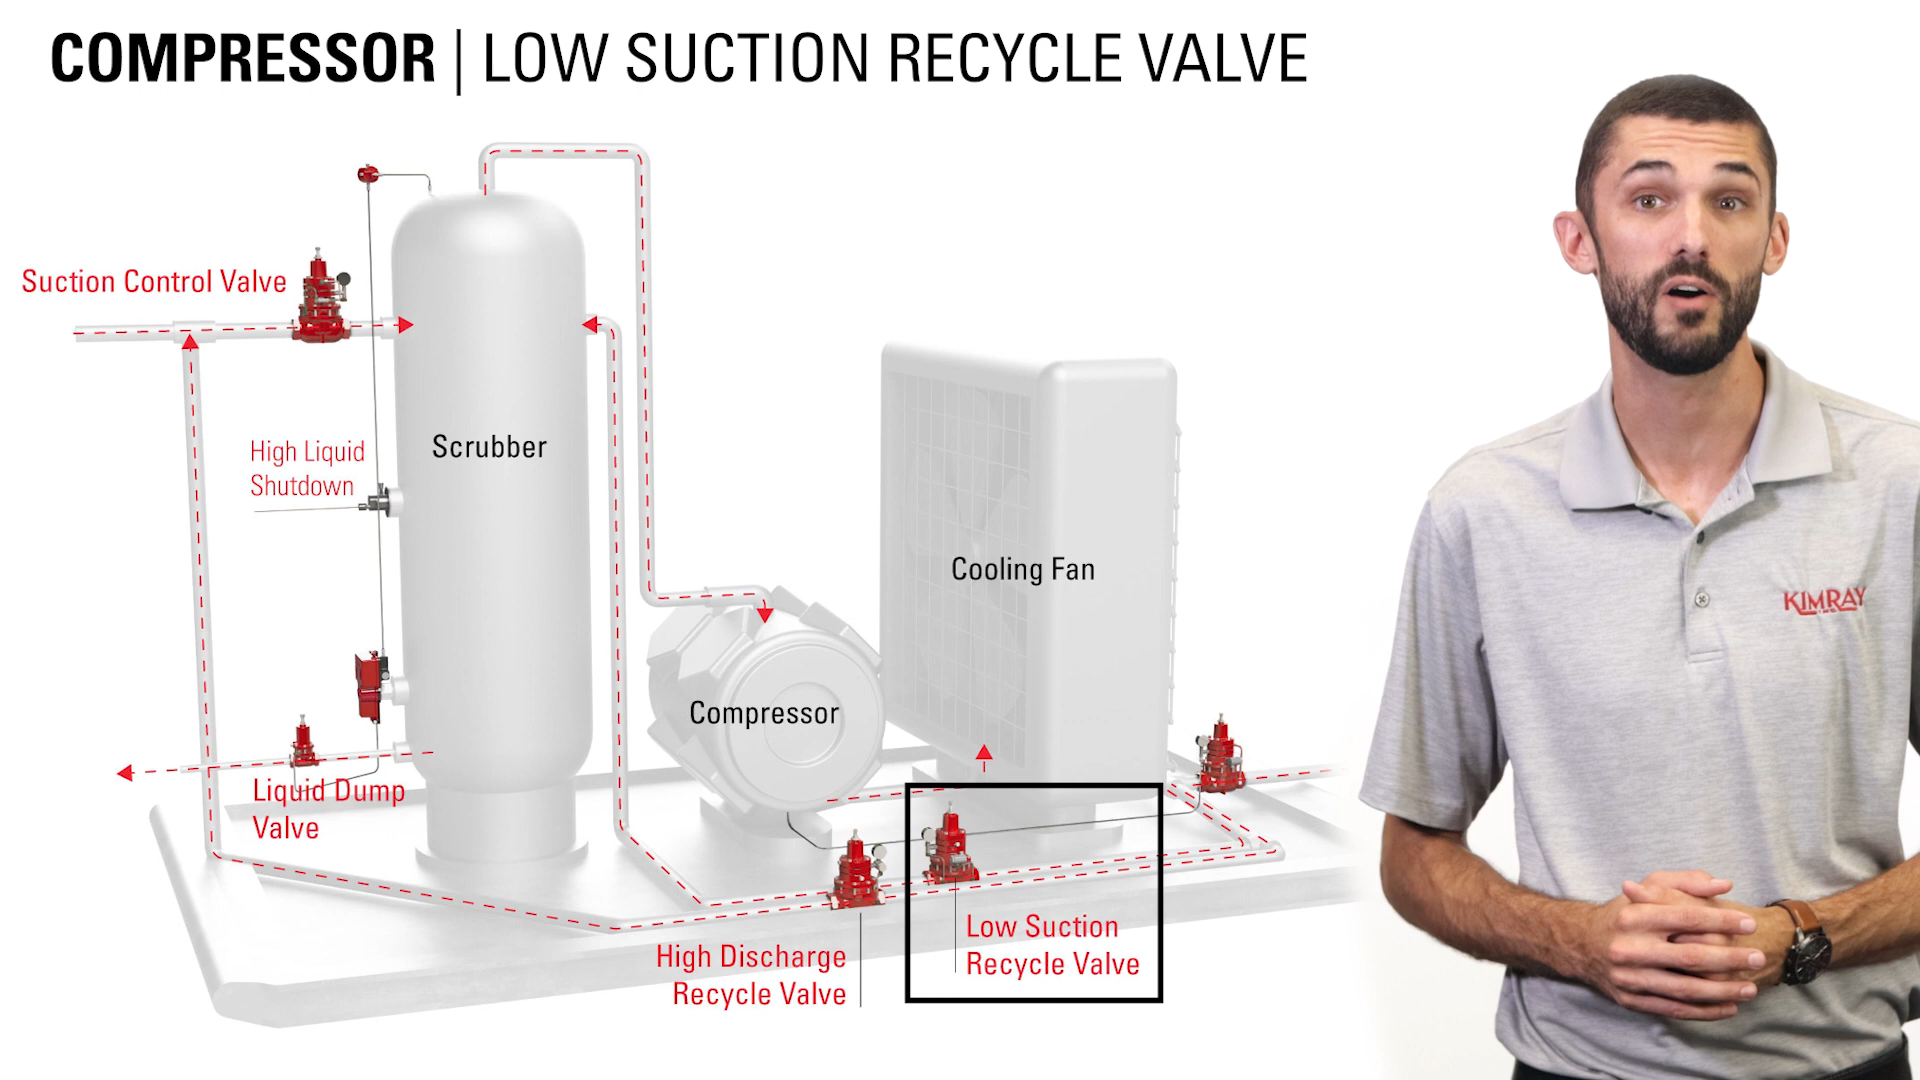 COMPRESSOR | LOW SUCTION RECYCLE VALVE
Suction Control Valve
High Liquid
Shutdown
Scrubber
Cooling Fan
Compressor
Liquid Dump
Valve
High Discharge
Recycle Valve
Low Suction
Recycle Valve
KIMRAY